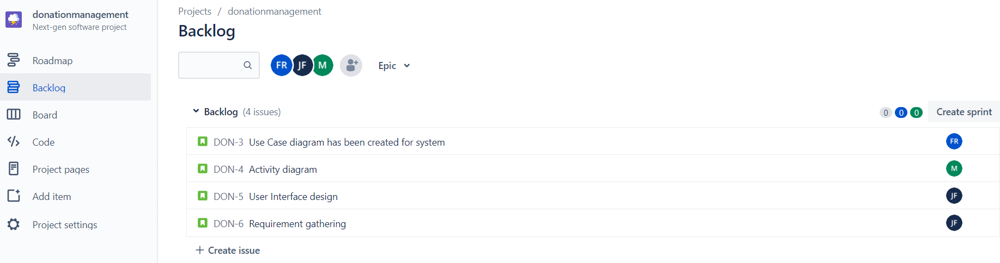 donationmanagement
Next-gen software project
Roadmap
Backlog
Board
Code
Project pages
Add item
Project settings
Projects / donationmanagement
Backlog
FR JF M Epic
Backlog (4 issues) 0 0 0 Create sprint
DON-3 Use Case diagram has been created for system FR
DON-4 Activity diagram M
DON-5 User Interface design JF
DON-6 Requirement gathering JF
+ Create issue